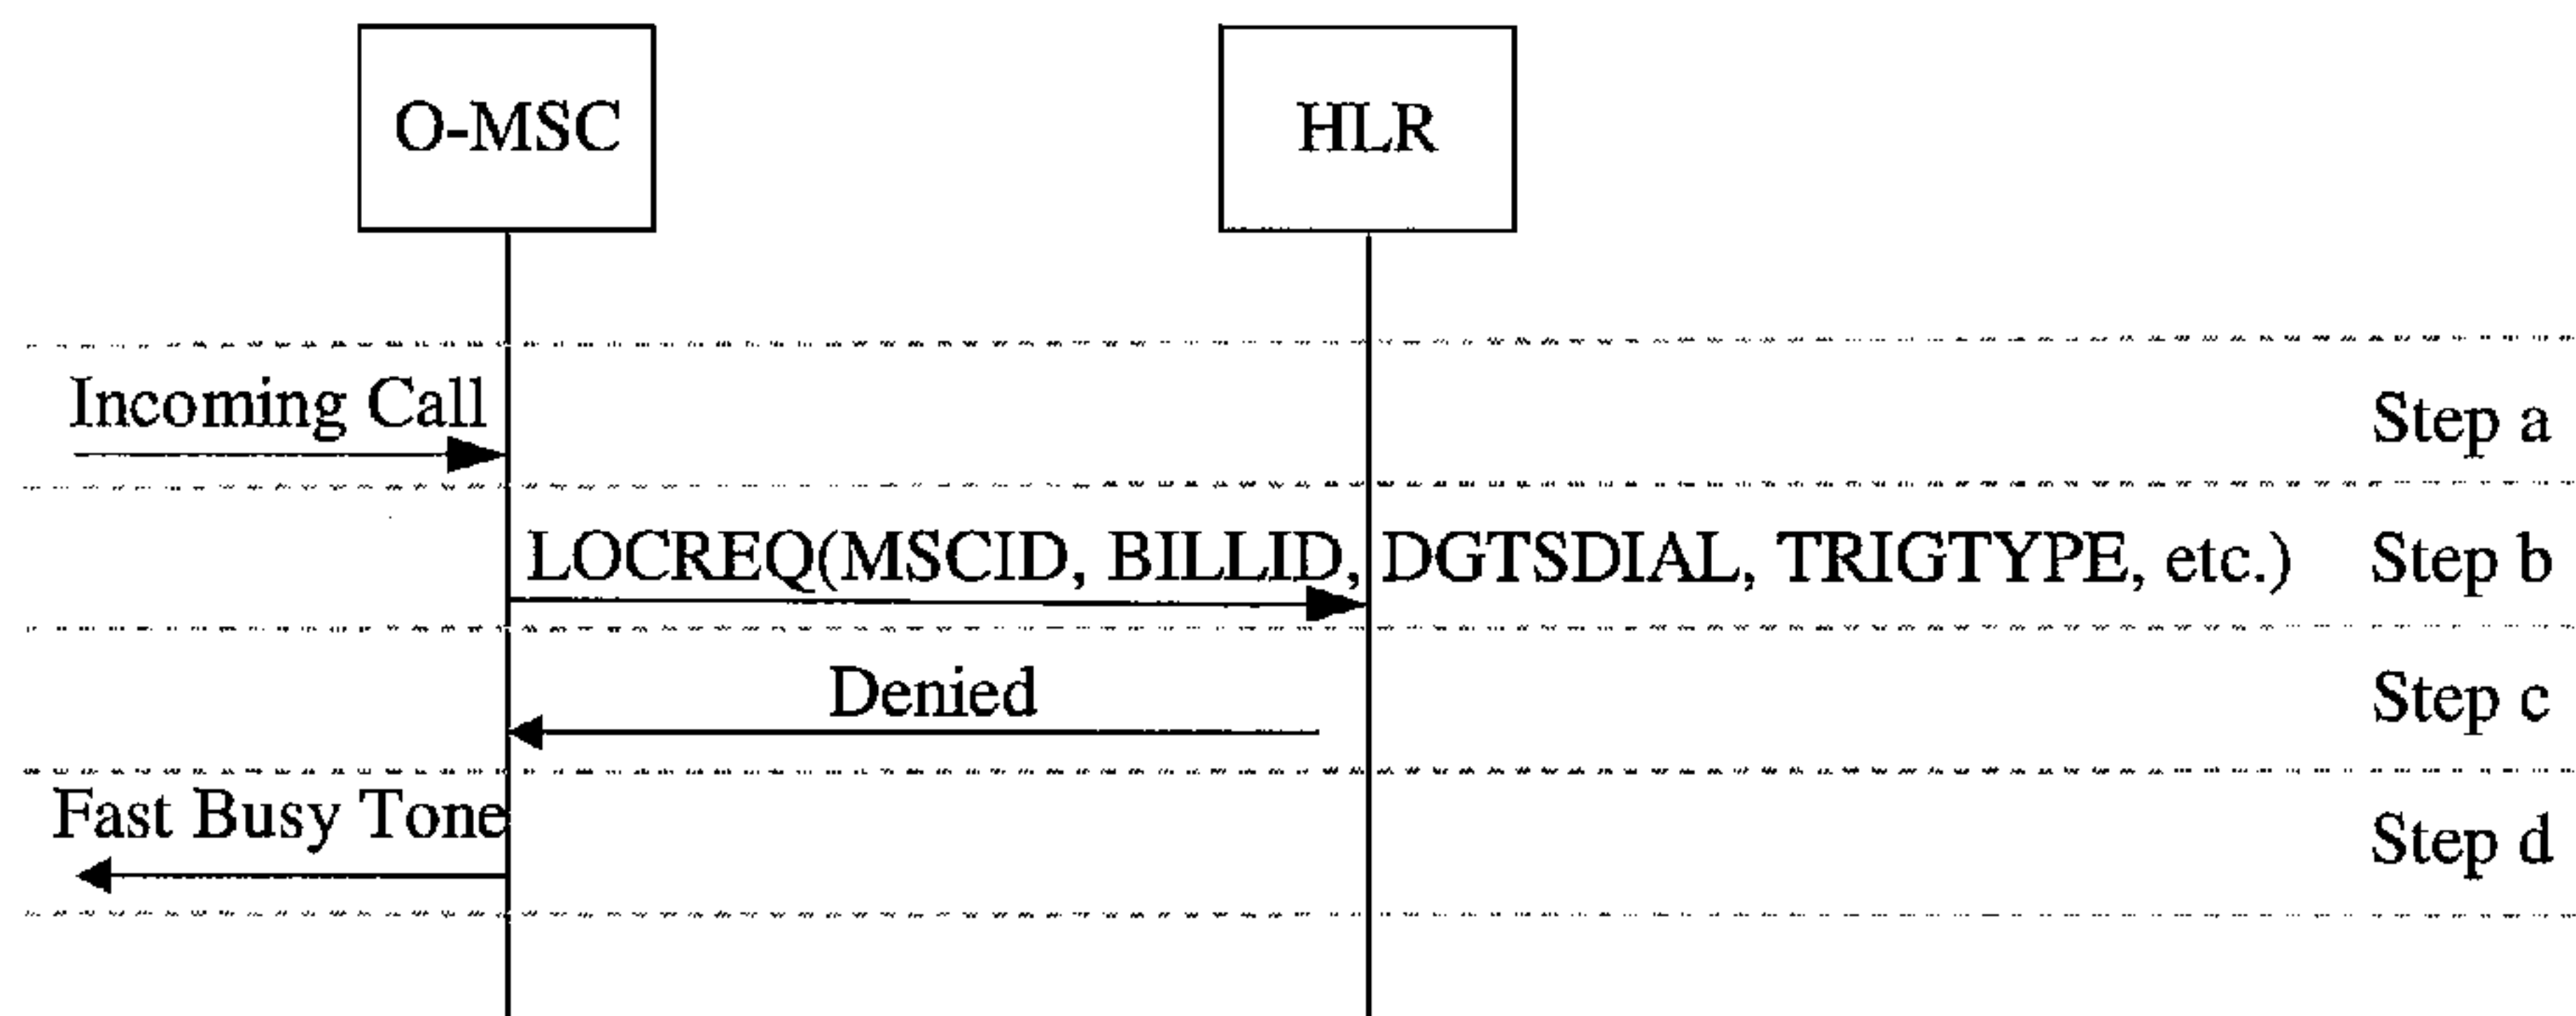 O-MSC
HLR
Incoming Call
Step a
LOCREQ(MSCID, BILLID, DGTSDIAL, TRIGTYPE, etc.)
Step b
Denied
Step c
Fast Busy Tone
Step d